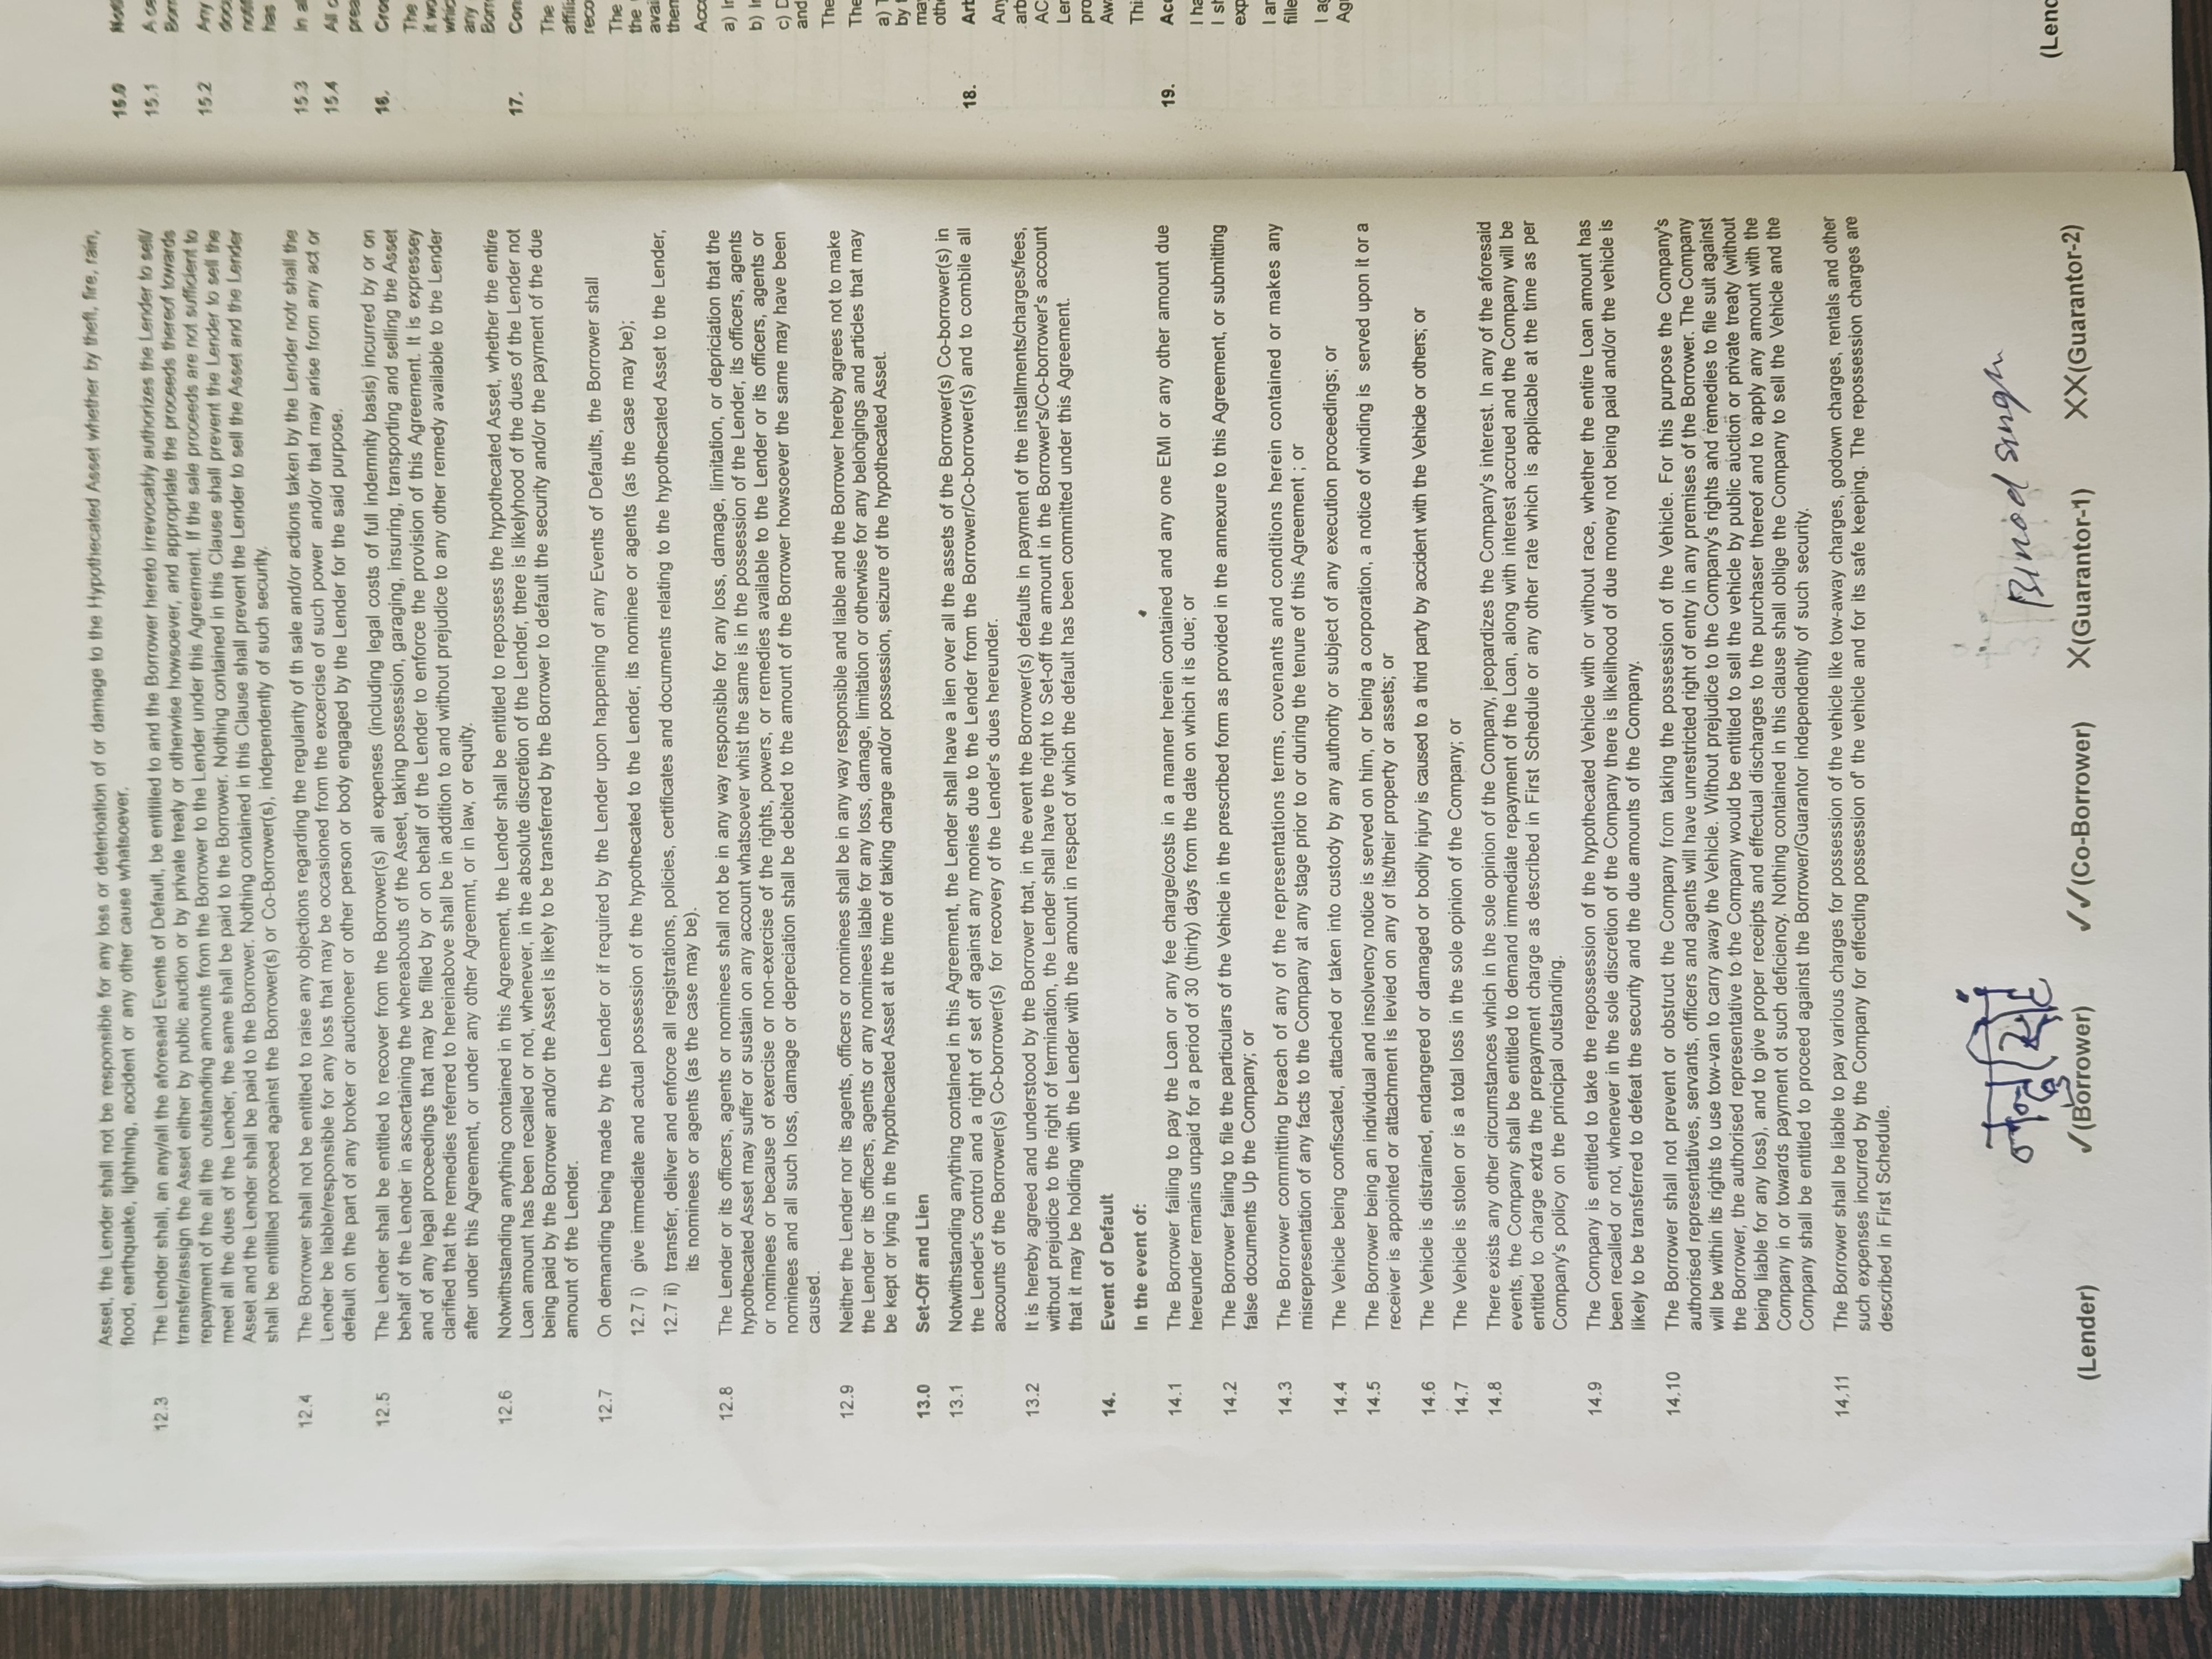 Asset, the Lender shall not be responsible for any loss or deterioation of or damage to the Hypothecated Asset whether by theft, fire, rain,
flood, earthquake, lightning, accident or any other cause whatsoever.
12.3 The Lender shall, an any/all the aforesaid Events of Default, be entitiled to and the Borrower hereto irrevocably authorizes the Lender to sell/
transfer/assign the Asset either by public auction or by private treaty or otherwise howsoever, and appropriate the proceeds thereof towards
repayment of the all the outstanding amounts from the Borrower to the Lender under this Agreement. If the sale proceeds are not sufficient to
meet all the dues of the Lender, the same shall be paid to the Borrower. Nothing contained in this Clause shall prevent the Lender to sell the
Asset and the Lender shall be paid to the Borrower. Nothing contained in this Clause shall prevent the Lender to sell the Asset and the Lender
shall be entitilled proceed against the Borrower(s) or Co-Borrower(s), independently of such security.
12.4 The Borrower shall not be entitled to raise any objections regarding the regularity of th sale and/or actions taken by the Lender notr shall the
Lender be liable/responsible for any loss that may be occasioned from the excercise of such power and/or that may arise from any act or
default on the part of any broker or auctioneer or other person or body engaged by the Lender for the said purpose.
12.5 The Lender shall be entitled to recover from the Borrower(s) all expenses (including legal costs of full indemnity basis) incurred by or on
behalf of the Lender in ascertaining the whereabouts of the Aseet, taking possession, garaging, insuring, transporting and selling the Asset
and of any legal proceedings that may be filled by or on behalf of the Lender to enforce the provision of this Agreement. It is expressey
clarified that the remedies referred to hereinabove shall be in addition to and without prejudice to any other remedy available to the Lender
after under this Agreement, or under any other Agreemnt, or in law, or equity.
12.6 Notwithstanding anything contained in this Agreement, the Lender shall be entitled to repossess the hypothecated Asset, whether the entire
Loan amount has been recalled or not, whenever, in the absolute discretion of the Lender, there is likelyhood of the dues of the Lender not
being paid by the Borrower and/or the Asset is likely to be transferred by the Borrower to default the security and/or the payment of the due
amount of the Lender.
12.7 On demanding being made by the Lender or if required by the Lender upon happening of any Events of Defaults, the Borrower shall
12.7 i) give immediate and actual possession of the hypothecated to the Lender, its nominee or agents (as the case may be);
12.7 ii) transfer, deliver and enforce all registrations, policies, certificates and documents relating to the hypothecated Asset to the Lender,
its nominees or agents (as the case may be).
12.8 The Lender or its officers, agents or nominees shall not be in any way responsible for any loss, damage, limitation, or depriciation that the
hypothecated Asset may suffer or sustain on any account whatsoever whist the same is in the possession of the Lender, its officers, agents
or nominees or because of exercise or non-exercise of the rights, powers, or remedies available to the Lender or its officers, agents or
nominees and all such loss, damage or depreciation shall be debited to the amount of the Borrower howsoever the same may have been
caused.
12.9 Neither the Lender nor its agents, officers or nominees shall be in any way responsible and liable and the Borrower hereby agrees not to make
the Lender or its officers, agents or any nominees liable for any loss, damage, limitation or otherwise for any belongings and articles that may
be kept or lying in the hypothecated Asset at the time of taking charge and/or possession, seizure of the hypothecated Asset.
13.0 Set-Off and Lien
13.1 Notwithstanding anything contained in this Agreement, the Lender shall have a lien over all the assets of the Borrower(s) Co-borrower(s) in
the Lender's control and a right of set off against any monies due to the Lender from the Borrower/Co-borrower(s) and to combile all
accounts of the Borrower(s) Co-borrower(s) for recovery of the Lender's dues hereunder.
13.2 It is hereby agreed and understood by the Borrower that, in the event the Borrower(s) defaults in payment of the installments/charges/fees,
without prejudice to the right of termination, the Lender shall have the right to Set-off the amount in the Borrower's/Co-borrower's account
that it may be holding with the Lender with the amount in respect of which the default has been committed under this Agreement.
14. Event of Default
In the event of:
14.1 The Borrower failing to pay the Loan or any fee charge/costs in a manner herein contained and any one EMI or any other amount due
hereunder remains unpaid for a period of 30 (thirty) days from the date on which it is due; or
14.2 The Borrower failing to file the particulars of the Vehicle in the prescribed form as provided in the annexure to this Agreement, or submitting
false documents Up the Company; or
14.3 The Borrower committing breach of any of the representations terms, covenants and conditions herein contained or makes any
misrepresentation of any facts to the Company at any stage prior to or during the tenure of this Agreement ; or
14.4 The Vehicle being confiscated, attached or taken into custody by any authority or subject of any execution proceedings; or
14.5 The Borrower being an individual and insolvency notice is served on him, or being a corporation, a notice of winding is served upon it or a
receiver is appointed or attachment is levied on any of its/their property or assets; or
14.6 The Vehicle is distrained, endangered or damaged or bodily injury is caused to a third party by accident with the Vehicle or others; or
14.7 The Vehicle is stolen or is a total loss in the sole opinion of the Company; or
14.8 There exists any other circumstances which in the sole opinion of the Company, jeopardizes the Company's interest. In any of the aforesaid
events, the Company shall be entitled to demand immediate repayment of the Loan, along with interest accrued and the Company will be
entitled to charge extra the prepayment charge as described in First Schedule or any other rate which is applicable at the time as per
Company's policy on the principal outstanding.
14.9 The Company is entitled to take the repossession of the hypothecated Vehicle with or without race, whether the entire Loan amount has
been recalled or not, whenever in the sole discretion of the Company there is likelihood of due money not being paid and/or the vehicle is
likely to be transferred to defeat the security and the due amounts of the Company.
14.10 The Borrower shall not prevent or obstruct the Company from taking the possession of the Vehicle. For this purpose the Company's
authorised representatives, servants, officers and agents will have unrestricted right of entry in any premises of the Borrower. The Company
will be within its rights to use tow-van to carry away the Vehicle. Without prejudice to the Company's rights and remedies to file suit against
the Borrower, the authorised representative to the Company would be entitled to sell the vehicle by public auction or private treaty (without
being liable for any loss), and to give proper receipts and effectual discharges to the purchaser thereof and to apply any amount with the
Company in or towards payment ot such deficiency. Nothing contained in this clause shall oblige the Company to sell the Vehicle and the
Company shall be entitled to proceed against the Borrower/Guarantor independently of such security.
14.11 The Borrower shall be liable to pay various charges for possession of the vehicle like tow-away charges, godown charges, rentals and other
such expenses incurred by the Company for effecting possession of the vehicle and for its safe keeping. The repossession charges are
described in First Schedule.
Binod singh
(Lender) ✓(Borrower) ✓✓(Co-Borrower) X(Guarantor-1) XX(Guarantor-2)
15.1
15.2
15.3
15.4
16.
17.
18.
19.